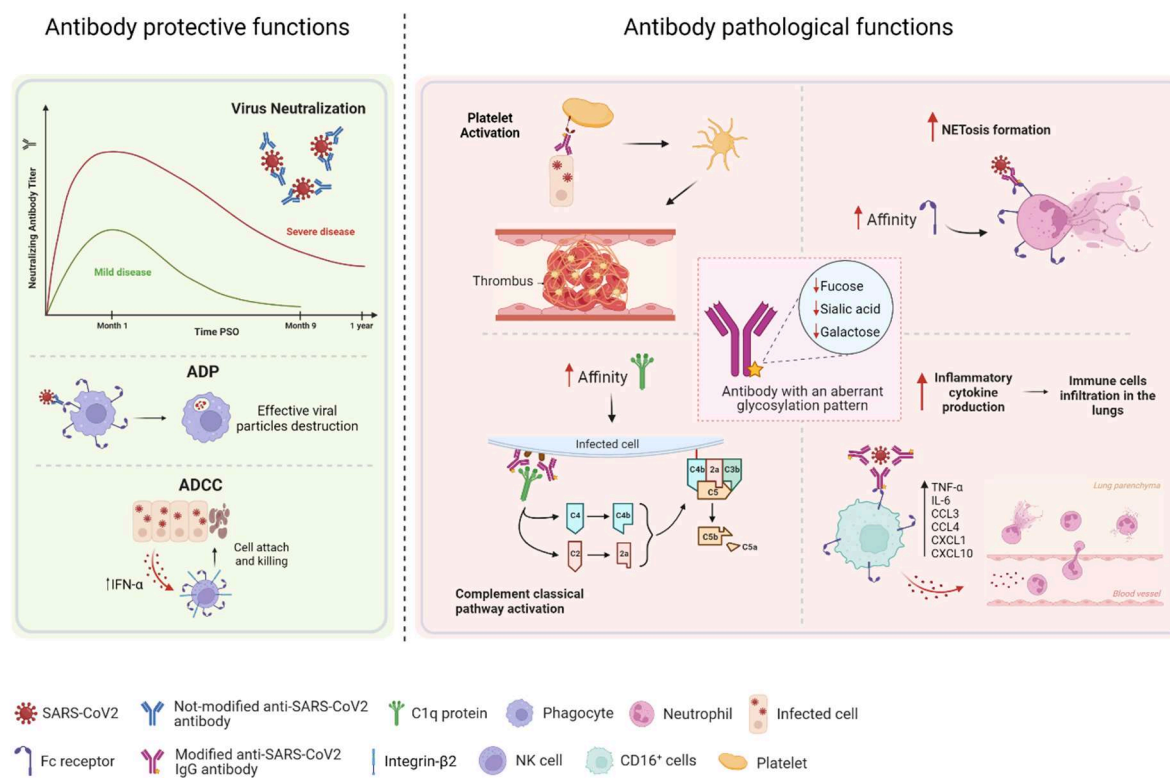 Antibody protective functions
Antibody pathological functions
Virus Neutralization
Neutralizing Antibody Titer
Severe disease
Mild disease
Month 1
Month 9
1 year
Time PSO
ADP
Effective viral
particles destruction
ADCC
Cell attach
and killing
↑IFN-α
Platelet
Activation
Thrombus
↑ NETosis formation
↑ Affinity
↓Fucose
↓Sialic acid
↓Galactose
Antibody with an aberrant
glycosylation pattern
↑ Affinity
Infected cell
C4b
2a
C3b
C5
C4
C4b
C2
2a
C5b
C5a
Complement classical
pathway activation
↑ Inflammatory
cytokine
production
Immune cells
infiltration in the
lungs
TNF-α
IL-6
CCL3
CCL4
CXCL1
CXCL10
Lung parenchyma
Blood vessel
SARS-CoV2
Not-modified anti-SARS-CoV2
antibody
C1q protein
Phagocyte
Neutrophil
Infected cell
Fc receptor
Modified anti-SARS-CoV2
IgG antibody
Integrin-β2
NK cell
CD16⁺ cells
Platelet